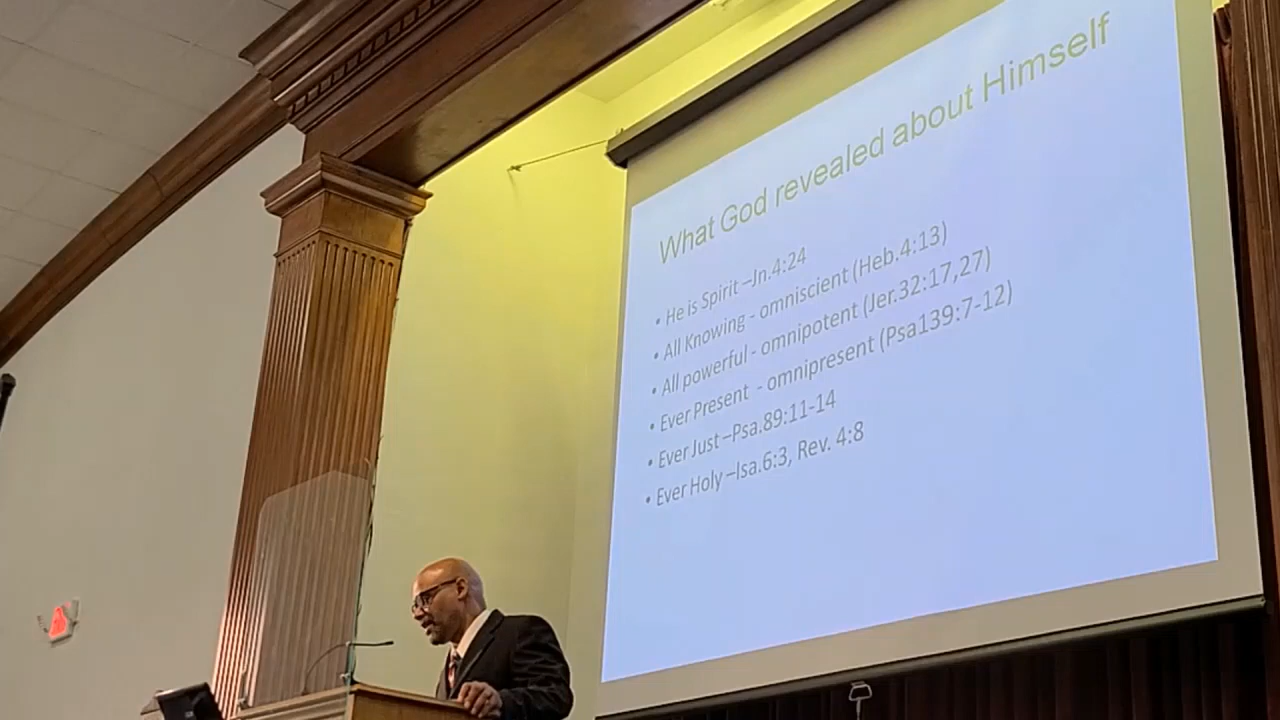 What God revealed about Himself
• He is Spirit –Jn.4:24
• All Knowing - omniscient (Heb.4:13)
• All powerful - omnipotent (Jer.32:17,27)
• Ever Present - omnipresent (Psa139:7-12)
• Ever Just –Psa.89:11-14
• Ever Holy –Isa.6:3, Rev. 4:8